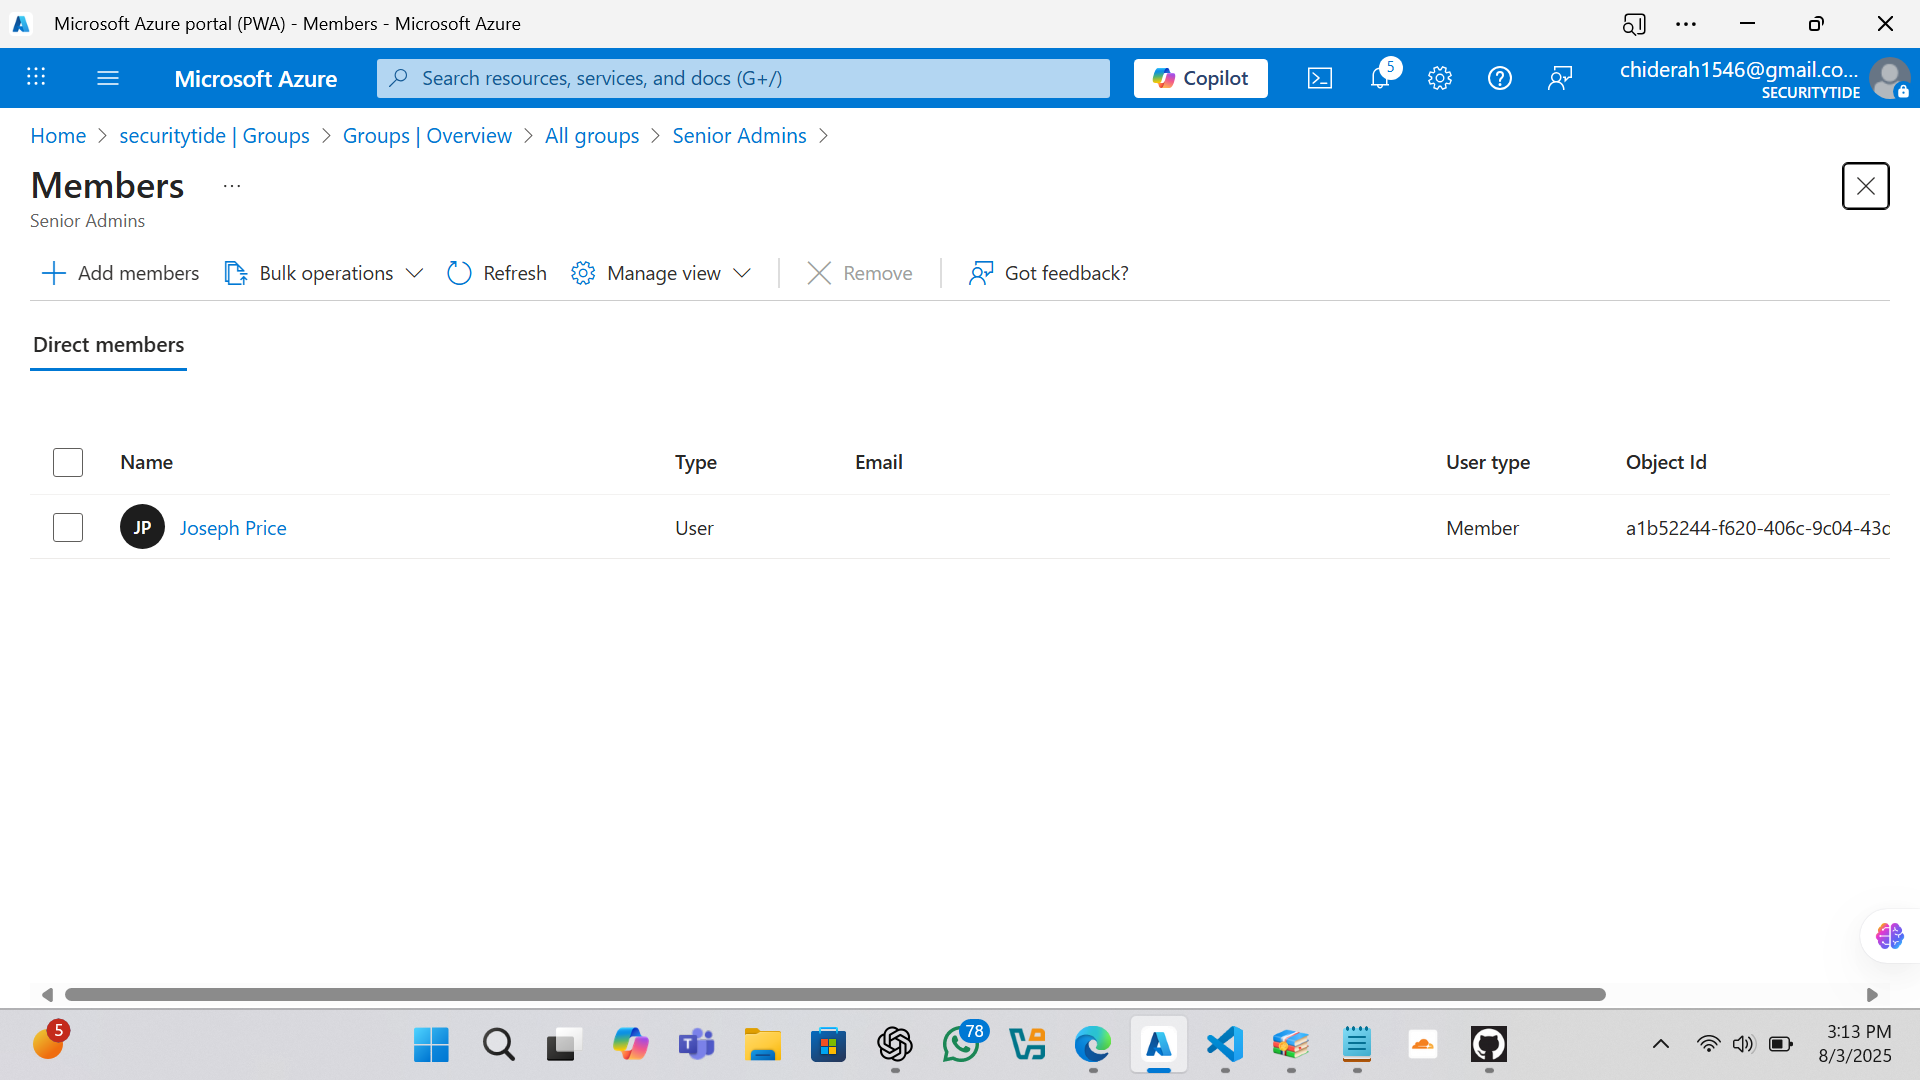 Microsoft Azure portal (PWA) - Members - Microsoft Azure
Microsoft Azure
Search resources, services, and docs (G+/)
Copilot
5
chiderah1546@gmail.co...
SECURITYTIDE
Home > securitytide | Groups > Groups | Overview > All groups > Senior Admins >
Members ...
Senior Admins
Add members
Bulk operations
Refresh
Manage view
Remove
Got feedback?
Direct members
Name Type Email User type Object Id
JP Joseph Price User Member a1b52244-f620-406c-9c04-43c
5
78
3:13 PM
8/3/2025